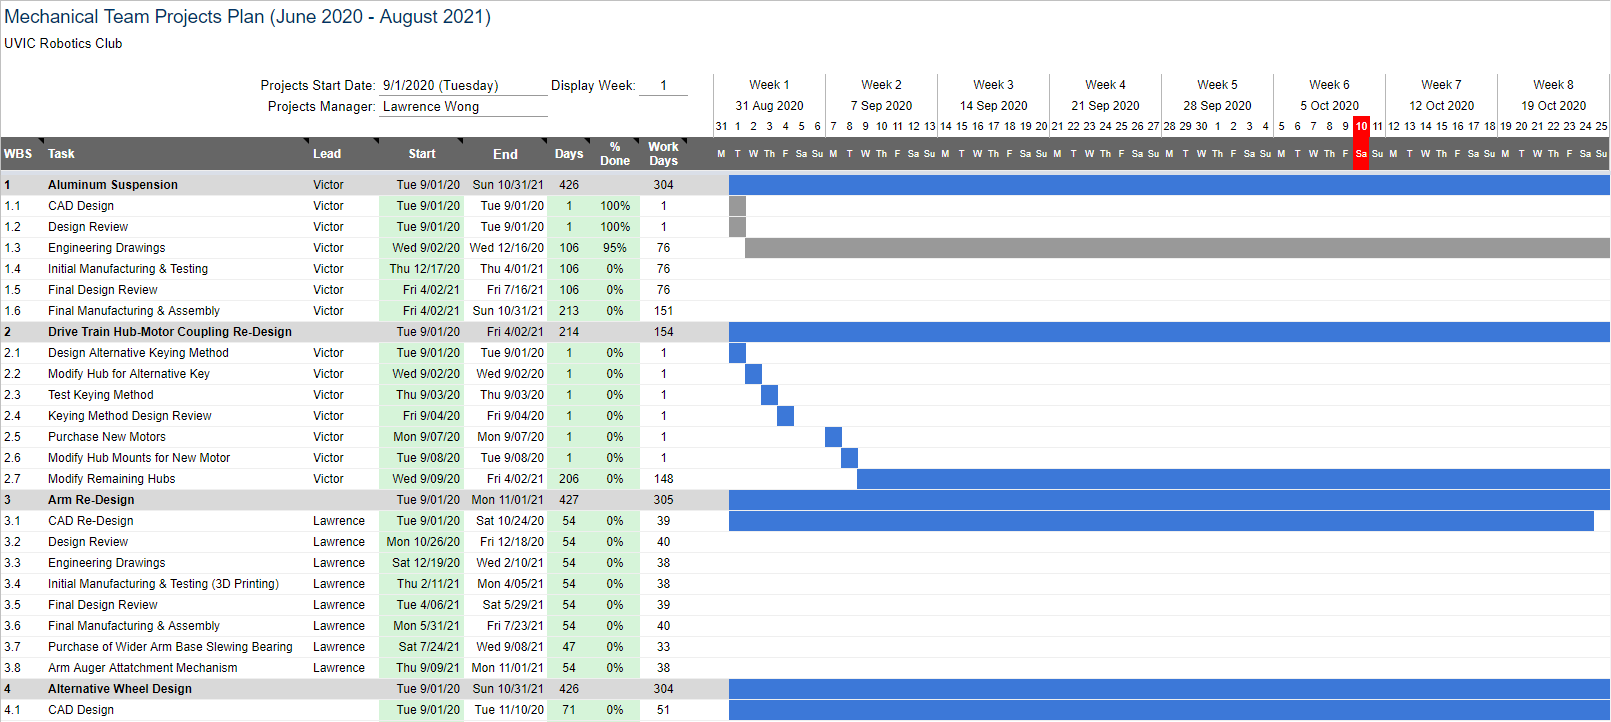 Mechanical Team Projects Plan (June 2020 - August 2021)
UVIC Robotics Club
Projects Start Date: 9/1/2020 (Tuesday) Display Week: 1 Week 1 Week 2 Week 3 Week 4 Week 5 Week 6 Week 7 Week 8
Projects Manager: Lawrence Wong 31 Aug 2020 7 Sep 2020 14 Sep 2020 21 Sep 2020 28 Sep 2020 5 Oct 2020 12 Oct 2020 19 Oct 2020
31 1 2 3 4 5 6 7 8 9 10 11 12 13 14 15 16 17 18 19 20 21 22 23 24 25 26 27 28 29 30 1 2 3 4 5 6 7 8 9 10 11 12 13 14 15 16 17 18 19 20 21 22 23 24 25
WBS Task Lead Start End Days % Done Work Days M T W Th F Sa Su M T W Th F Sa Su M T W Th F Sa Su M T W Th F Sa Su M T W Th F Sa Su M T W Th F Sa Su M T W Th F Sa Su M T W Th F Sa Su
1 Aluminum Suspension Victor Tue 9/01/20 Sun 10/31/21 426 304
1.1 CAD Design Victor Tue 9/01/20 Tue 9/01/20 1 100% 1
1.2 Design Review Victor Tue 9/01/20 Tue 9/01/20 1 100% 1
1.3 Engineering Drawings Victor Wed 9/02/20 Wed 12/16/20 106 95% 76
1.4 Initial Manufacturing & Testing Victor Thu 12/17/20 Thu 4/01/21 106 0% 76
1.5 Final Design Review Victor Fri 4/02/21 Fri 7/16/21 106 0% 76
1.6 Final Manufacturing & Assembly Victor Fri 4/02/21 Sun 10/31/21 213 0% 151
2 Drive Train Hub-Motor Coupling Re-Design Tue 9/01/20 Fri 4/02/21 214 154
2.1 Design Alternative Keying Method Victor Tue 9/01/20 Tue 9/01/20 1 0% 1
2.2 Modify Hub for Alternative Key Victor Wed 9/02/20 Wed 9/02/20 1 0% 1
2.3 Test Keying Method Victor Thu 9/03/20 Thu 9/03/20 1 0% 1
2.4 Keying Method Design Review Victor Fri 9/04/20 Fri 9/04/20 1 0% 1
2.5 Purchase New Motors Victor Mon 9/07/20 Mon 9/07/20 1 0% 1
2.6 Modify Hub Mounts for New Motor Victor Tue 9/08/20 Tue 9/08/20 1 0% 1
2.7 Modify Remaining Hubs Victor Wed 9/09/20 Fri 4/02/21 206 0% 148
3 Arm Re-Design Tue 9/01/20 Mon 11/01/21 427 305
3.1 CAD Re-Design Lawrence Tue 9/01/20 Sat 10/24/20 54 0% 39
3.2 Design Review Lawrence Mon 10/26/20 Fri 12/18/20 54 0% 40
3.3 Engineering Drawings Lawrence Sat 12/19/20 Wed 2/10/21 54 0% 38
3.4 Initial Manufacturing & Testing (3D Printing) Lawrence Thu 2/11/21 Mon 4/05/21 54 0% 38
3.5 Final Design Review Lawrence Tue 4/06/21 Sat 5/29/21 54 0% 39
3.6 Final Manufacturing & Assembly Lawrence Mon 5/31/21 Fri 7/23/21 54 0% 40
3.7 Purchase of Wider Arm Base Slewing Bearing Lawrence Sat 7/24/21 Wed 9/08/21 47 0% 33
3.8 Arm Auger Attatchment Mechanism Lawrence Thu 9/09/21 Mon 11/01/21 54 0% 38
4 Alternative Wheel Design Tue 9/01/20 Sun 10/31/21 426 304
4.1 CAD Design Tue 9/01/20 Tue 11/10/20 71 0% 51